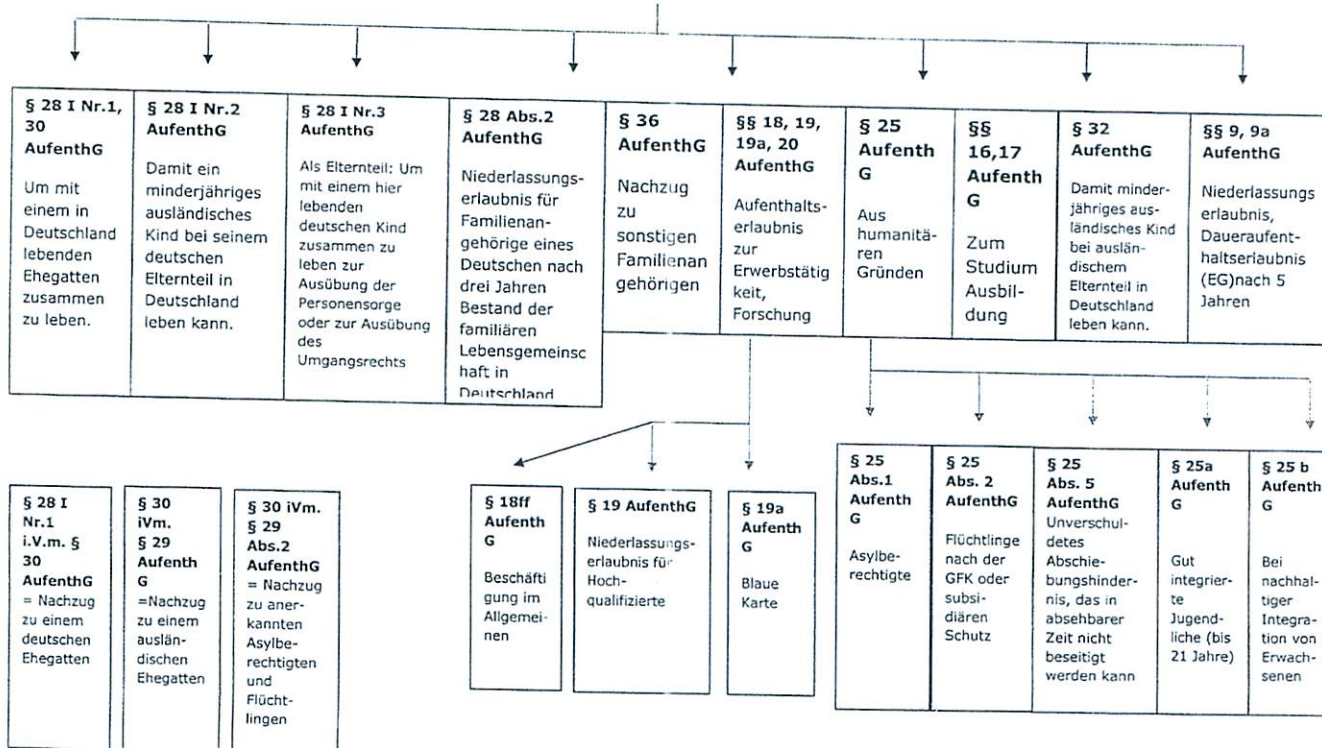 § 28 I Nr.1,
30
AufenthG
Um mit
einem in
Deutschland
lebenden
Ehegatten
zusammen
zu leben.
§ 28 I Nr.2
AufenthG
Damit ein
minderjähriges
ausländisches
Kind bei seinem
deutschen
Elternteil in
Deutschland
leben kann.
§ 28 I Nr.3
AufenthG
Als Elternteil: Um
mit einem hier
lebenden
deutschen Kind
zusammen zu
leben zur
Ausübung der
Personensorge
oder zur Ausübung
des
Umgangsrechts
§ 28 Abs.2
AufenthG
Niederlassungs-
erlaubnis für
Familienan-
gehörige eines
Deutschen nach
drei Jahren
Bestand der
familiären
Lebensgemeinsc
haft in
Deutschland
§ 36
AufenthG
Nachzug
zu
sonstigen
Familienan
gehörigen
§§ 18, 19,
19a, 20
AufenthG
Aufenthalts-
erlaubnis
zur
Erwerbstätig
keit,
Forschung
§ 25
Aufenth
G
Aus
humanitä-
ren
Gründen
§§
16,17
Aufenth
G
Zum
Studium
Ausbil-
dung
§ 32
AufenthG
Damit minder-
jähriges aus-
ländisches Kind
bei auslän-
dischem
Elternteil in
Deutschland
leben kann.
§§ 9, 9a
AufenthG
Niederlassungs
erlaubnis,
Daueraufent-
haltserlaubnis
(EG)nach 5
Jahren
§ 28 I
Nr.1
i.V.m. §
30
AufenthG
= Nachzug
zu einem
deutschen
Ehegatten
§ 30
iVm.
§ 29
Aufenth
G
=Nachzug
zu einem
auslän-
dischen
Ehegatten
§ 30 iVm.
§ 29
Abs.2
AufenthG
= Nachzug
zu aner-
kannten
Asylbe-
rechtigten
und
Flücht-
lingen
§ 18ff
Aufenth
G
Beschäfti
gung im
Allgemei-
nen
§ 19 AufenthG
Niederlassungs-
erlaubnis für
Hoch-
qualifizierte
§ 19a
Aufenth
G
Blaue
Karte
§ 25
Abs.1
Aufenth
G
Asylbe-
rechtigte
§ 25
Abs. 2
AufenthG
Flüchtlinge
nach der
GFK oder
subsi-
diären
Schutz
§ 25
Abs. 5
AufenthG
Unverschul-
detes
Abschie-
bungshinder-
nis, das in
absehbarer
Zeit nicht
beseitigt
werden kann
§ 25a
Aufenth
G
Gut
integrier-
te
Jugend-
liche (bis
21 Jahre)
§ 25 b
Aufenth
G
Bei
nachhal-
tiger
Integra-
tion von
Erwach-
senen